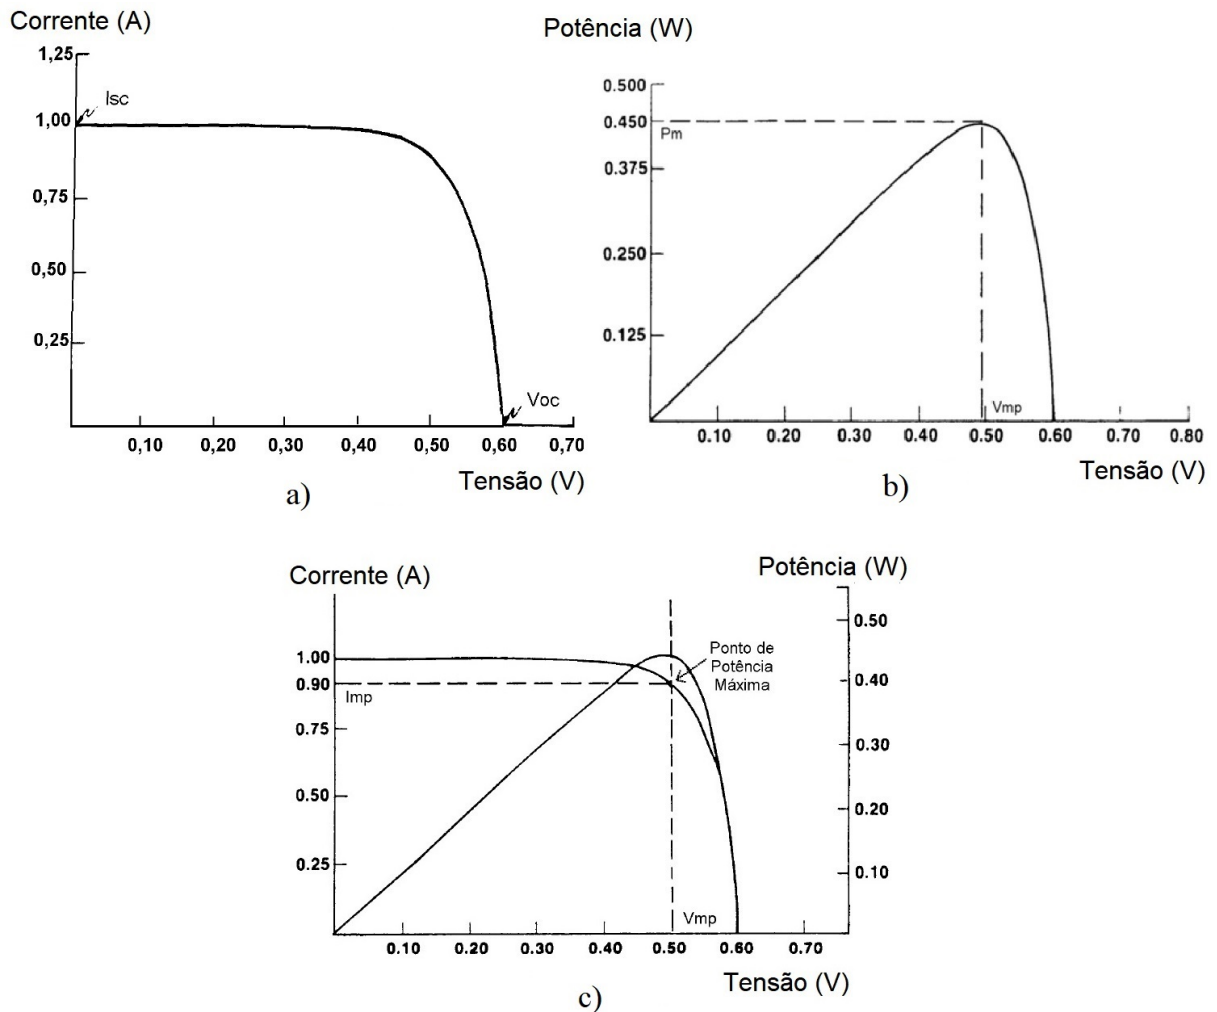 Corrente (A)
1,25
Isc
1,00
0,75
0,50
0,25
Voc
0,10 0,20 0,30 0,40 0,50 0,60 0,70
Tensão (V)
a)
Potência (W)
0.500
0.450
Pm
0.375
0.250
0.125
Vmp
0.10 0.20 0.30 0.40 0.50 0.60 0.70 0.80
Tensão (V)
b)
Corrente (A)
Potência (W)
1.00
0.90
Imp
0.75
0.50
0.25
Ponto de
Potência
Máxima
0.50
0.40
0.30
0.20
0.10
Vmp
0.10 0.20 0.30 0.40 0.50 0.60 0.70
Tensão (V)
c)